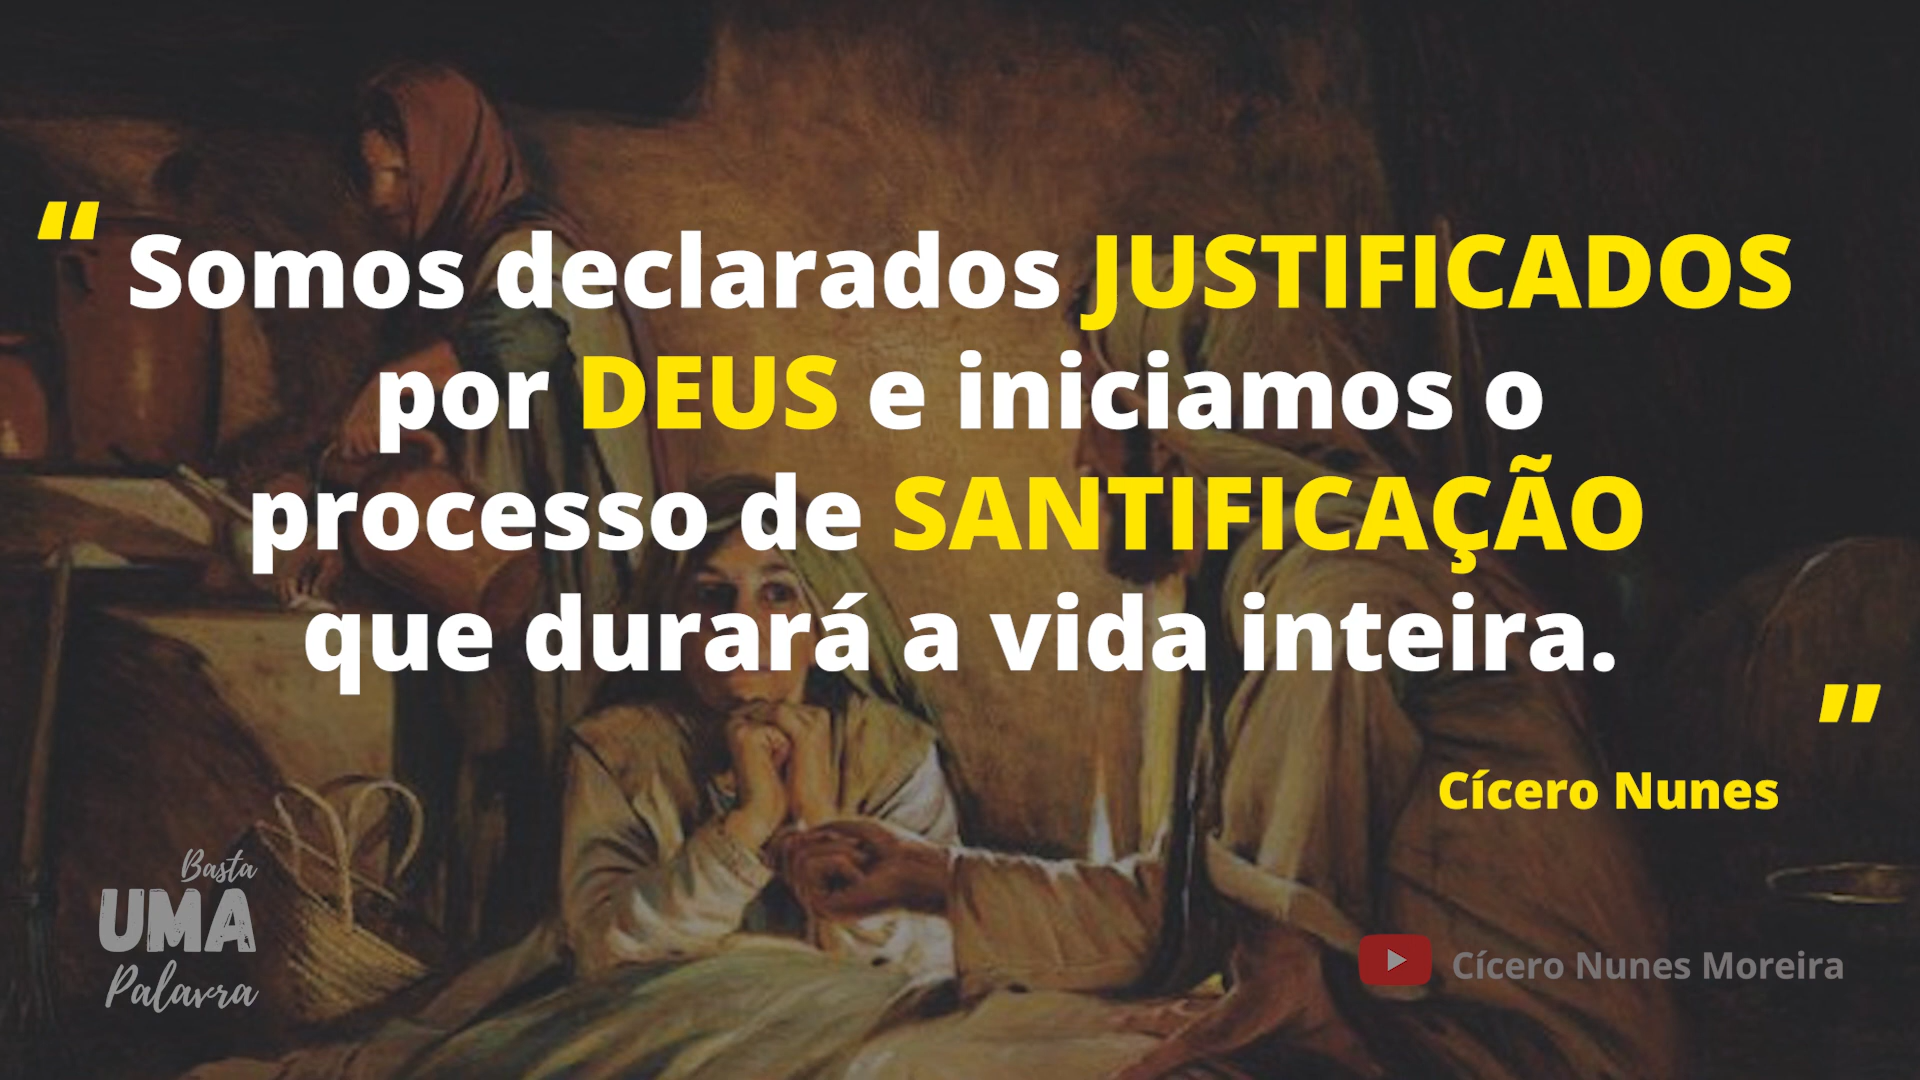 “ Somos declarados JUSTIFICADOS
por DEUS e iniciamos o
processo de SANTIFICAÇÃO
que durará a vida inteira.
”
Cícero Nunes
Basta
UMA
Palavra
Cícero Nunes Moreira